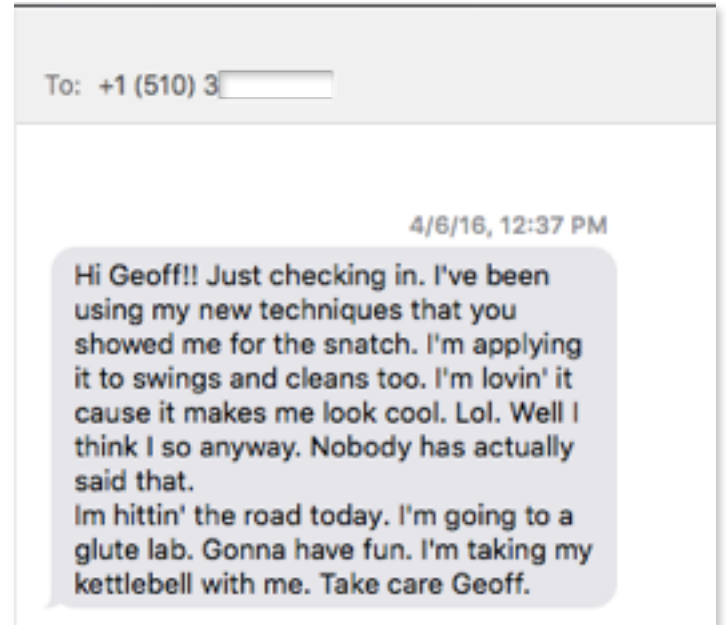 To: +1 (510) 3
4/6/16, 12:37 PM
Hi Geoff!! Just checking in. I've been
using my new techniques that you
showed me for the snatch. I'm applying
it to swings and cleans too. I'm lovin' it
cause it makes me look cool. Lol. Well I
think I so anyway. Nobody has actually
said that.
Im hittin' the road today. I'm going to a
glute lab. Gonna have fun. I'm taking my
kettlebell with me. Take care Geoff.